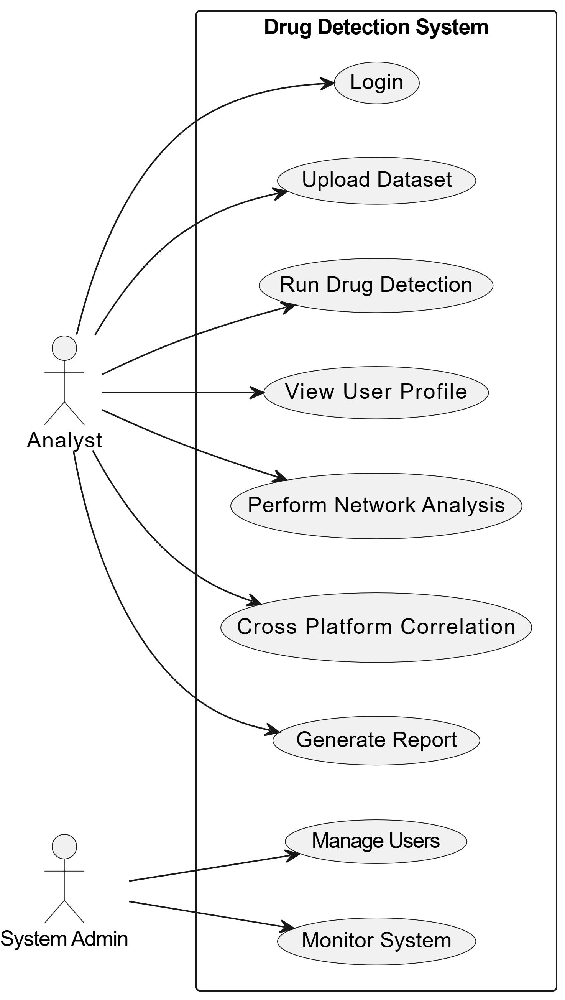 Drug Detection System
Login
Upload Dataset
Run Drug Detection
View User Profile
Analyst
Perform Network Analysis
Cross Platform Correlation
Generate Report
Manage Users
System Admin
Monitor System